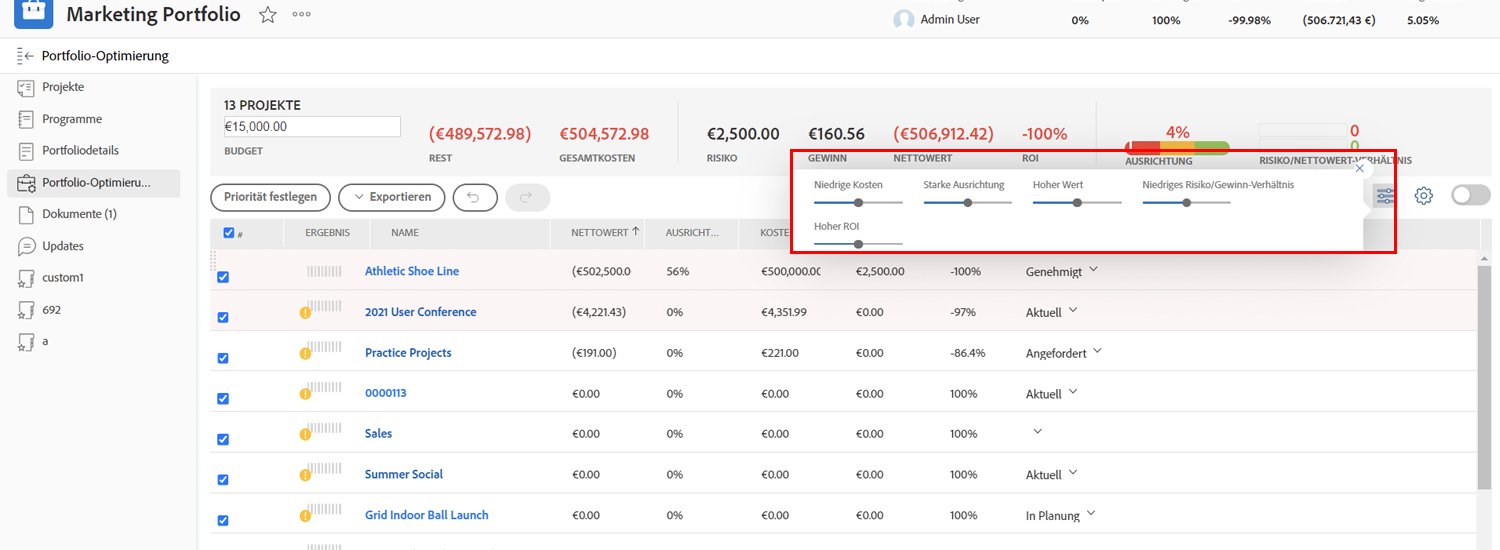 Marketing Portfolio
Admin User
0% 100% -99.98% (506.721,43 €) 5.05%
Portfolio-Optimierung
Projekte
Programme
Portfoliodetails
Portfolio-Optimieru...
Dokumente (1)
Updates
custom1
692
a
13 PROJEKTE
€15,000.00
BUDGET
(€489,572.98) €504,572.98 €2,500.00 €160.56 (€506,912.42) -100% 4% 0
0
REST GESAMTKOSTEN RISIKO GEWINN NETTOWERT ROI AUSRICHTUNG RISIKO/NETTOWERT-VERHÄLTNIS
Niedrige Kosten Starke Ausrichtung Hoher Wert Niedriges Risiko/Gewinn-Verhältnis
Hoher ROI
Priorität festlegen Exportieren
# ERGEBNIS NAME NETTOWERT AUSRICHT... KOSTE
Athletic Shoe Line (€502,500.0 56% €500,000.00 €2,500.00 -100% Genehmigt
2021 User Conference (€4,221.43) 0% €4,351.99 €0.00 -97% Aktuell
Practice Projects (€191.00) 0% €221.00 €0.00 -86.4% Angefordert
0000113 €0.00 0% €0.00 €0.00 100% Aktuell
Sales €0.00 0% €0.00 €0.00 100%
Summer Social €0.00 0% €0.00 €0.00 100% Aktuell
Grid Indoor Ball Launch €0.00 0% €0.00 €0.00 100% In Planung